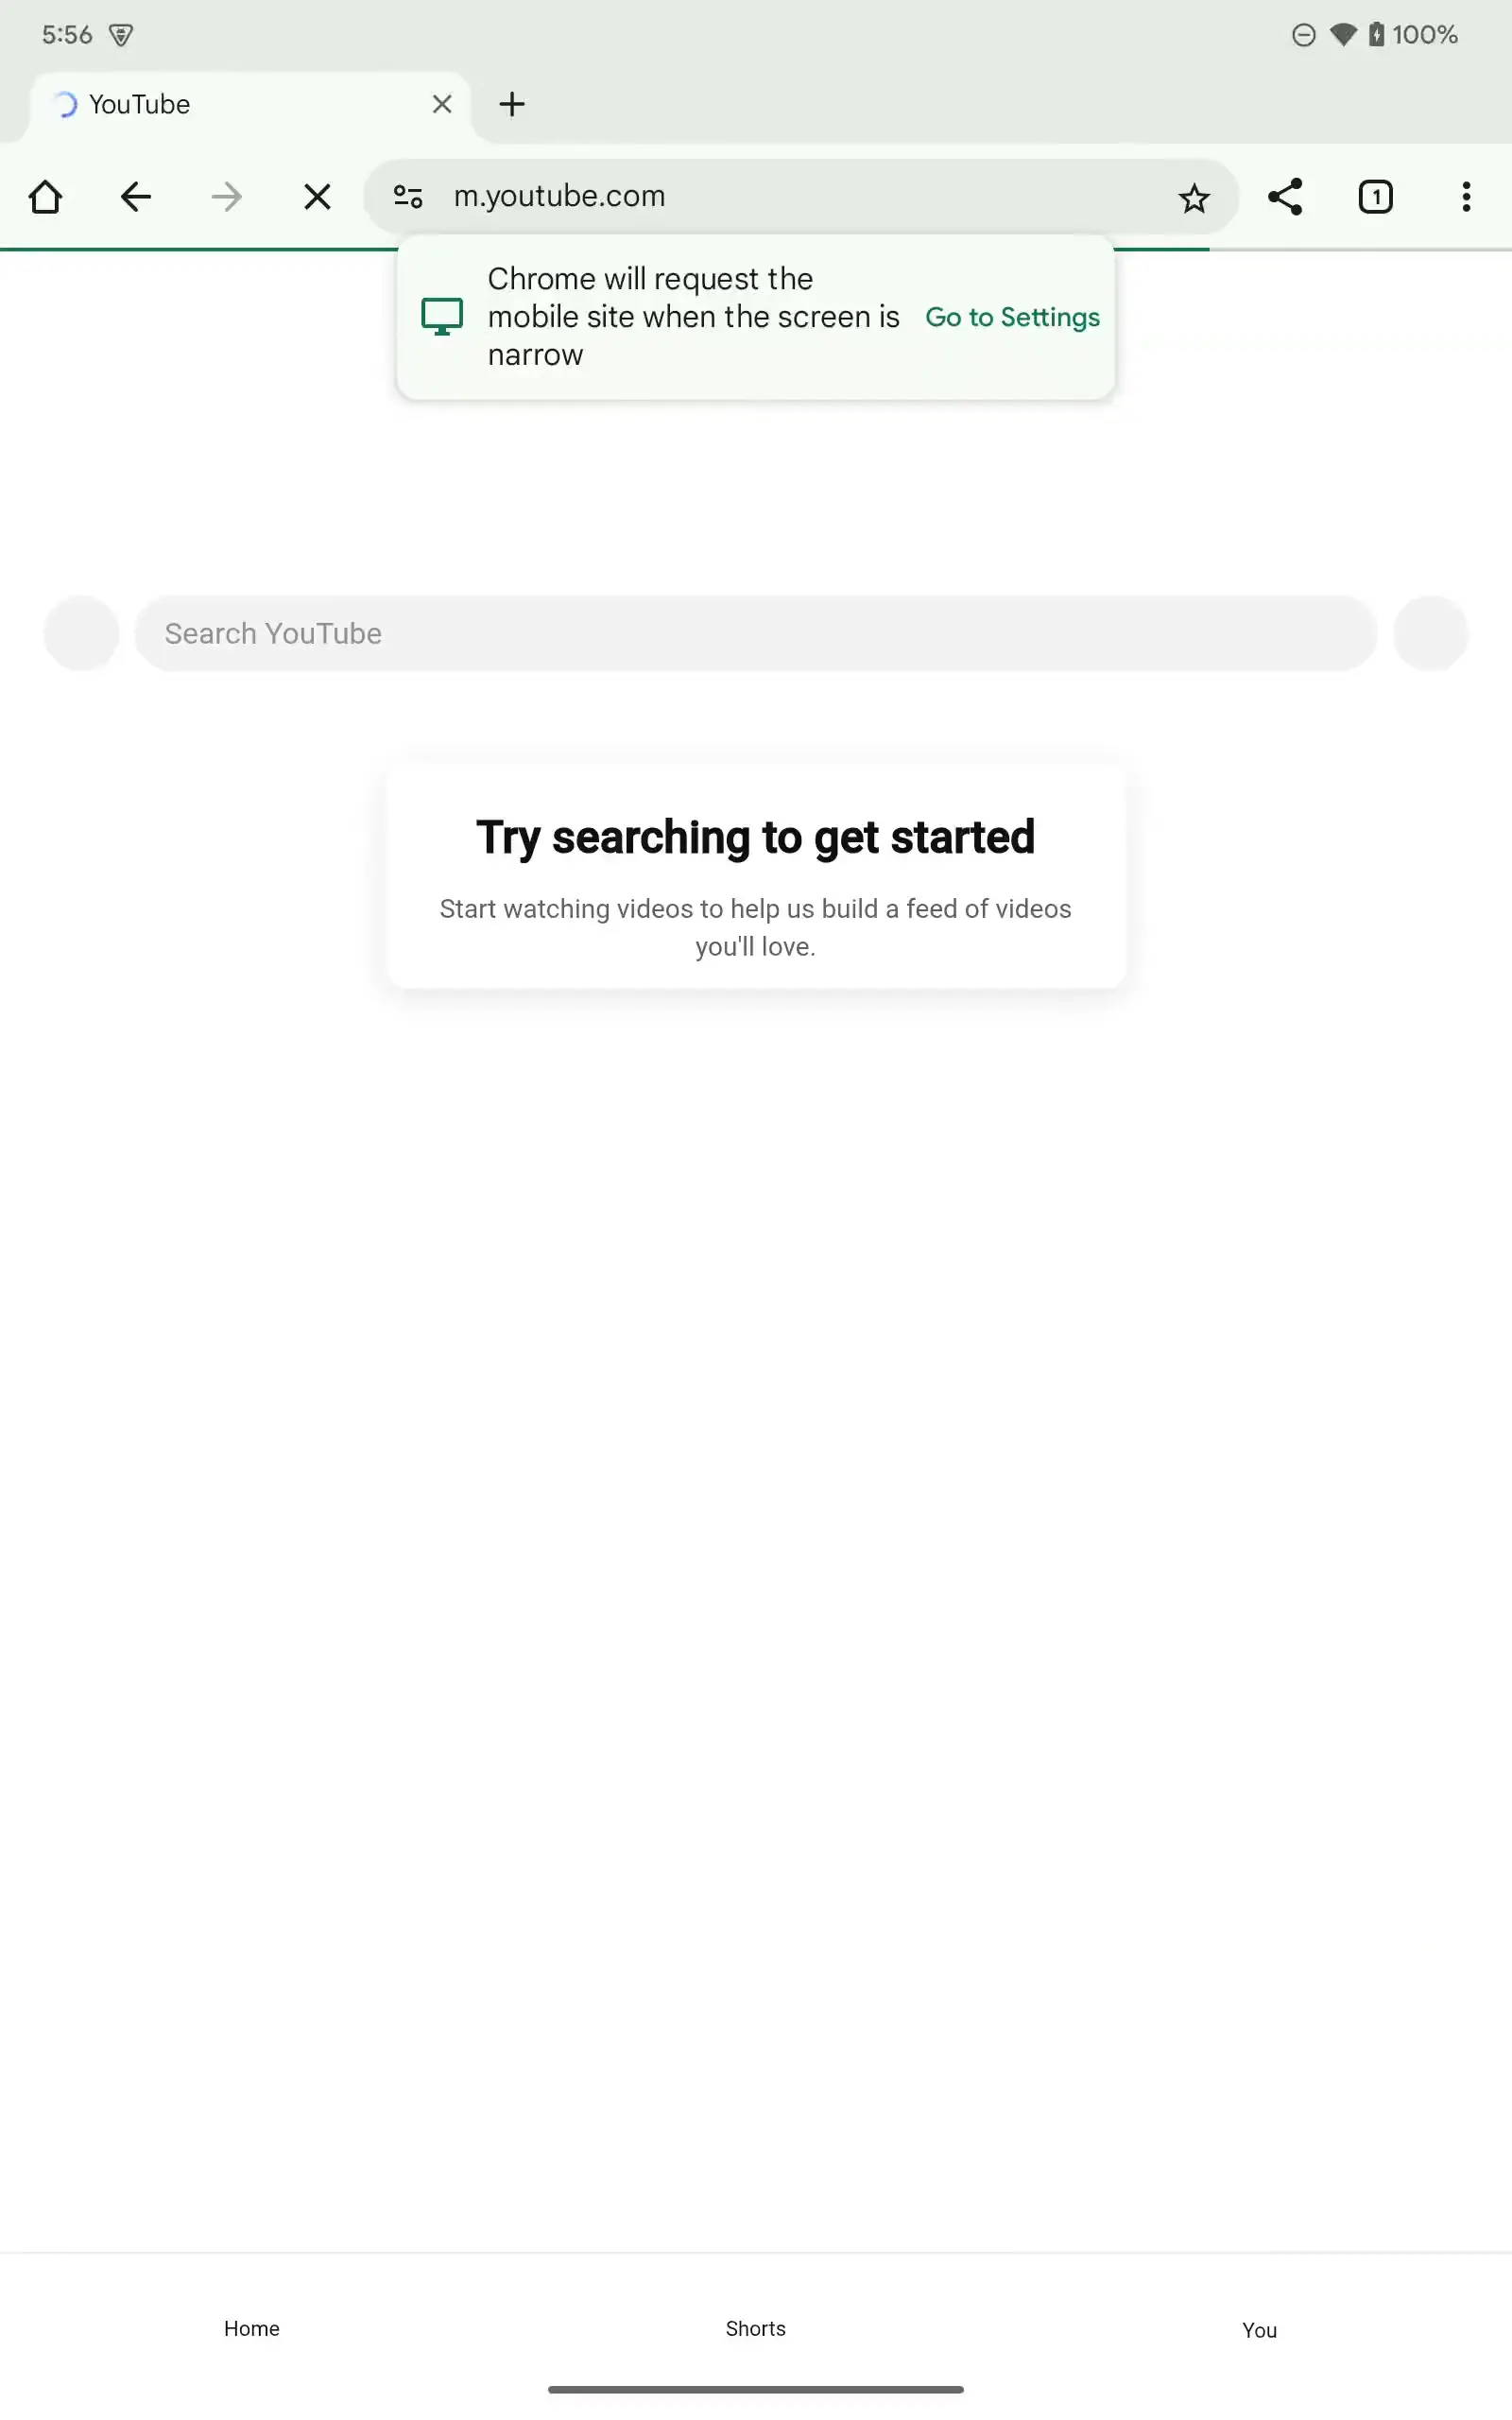 5:56
100%
YouTube
m.youtube.com
1
Chrome will request the
mobile site when the screen is
narrow
Go to Settings
Search YouTube
Try searching to get started
Start watching videos to help us build a feed of videos
you'll love.
Home
Shorts
You